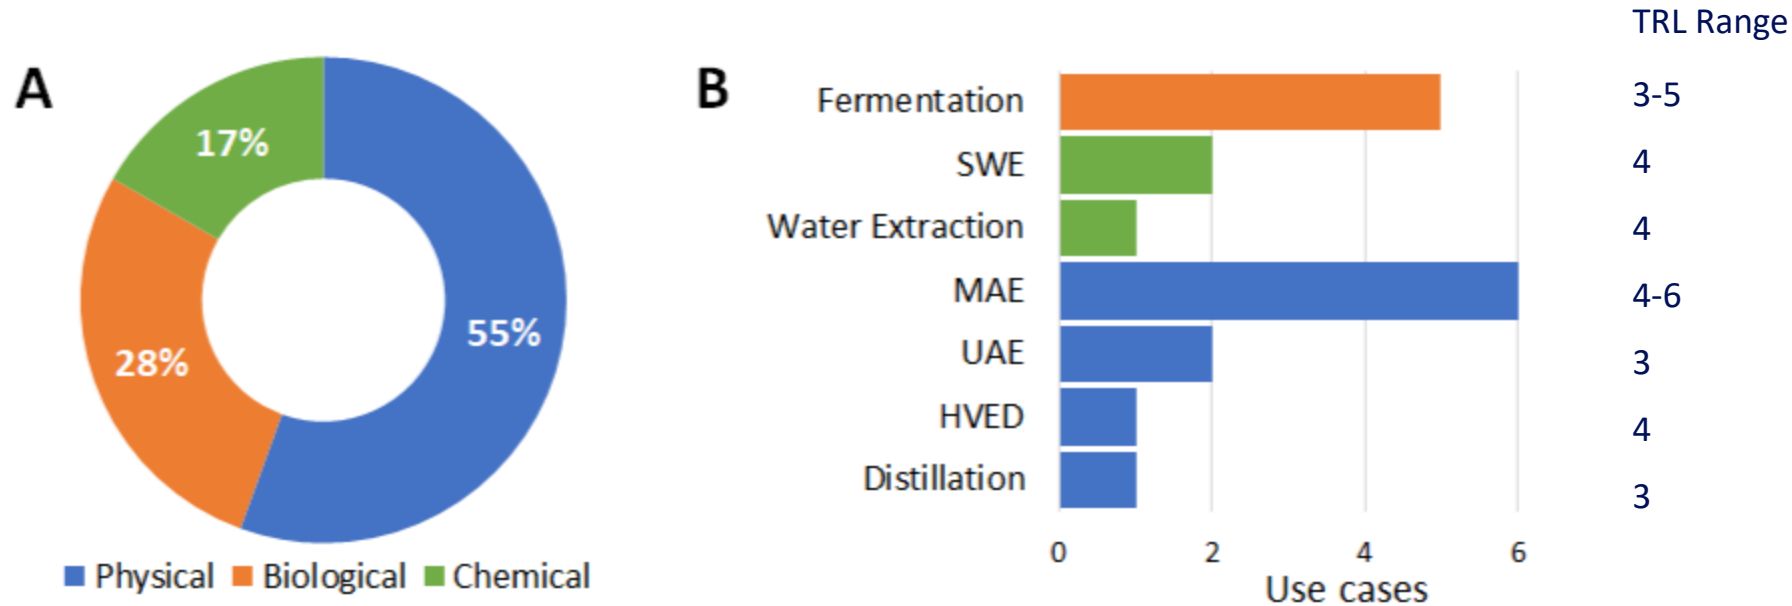 A
17%
55%
28%
Physical Biological Chemical
B
TRL Range
Fermentation 3-5
SWE 4
Water Extraction 4
MAE 4-6
UAE 3
HVED 4
Distillation 3
0 2 4 6
Use cases